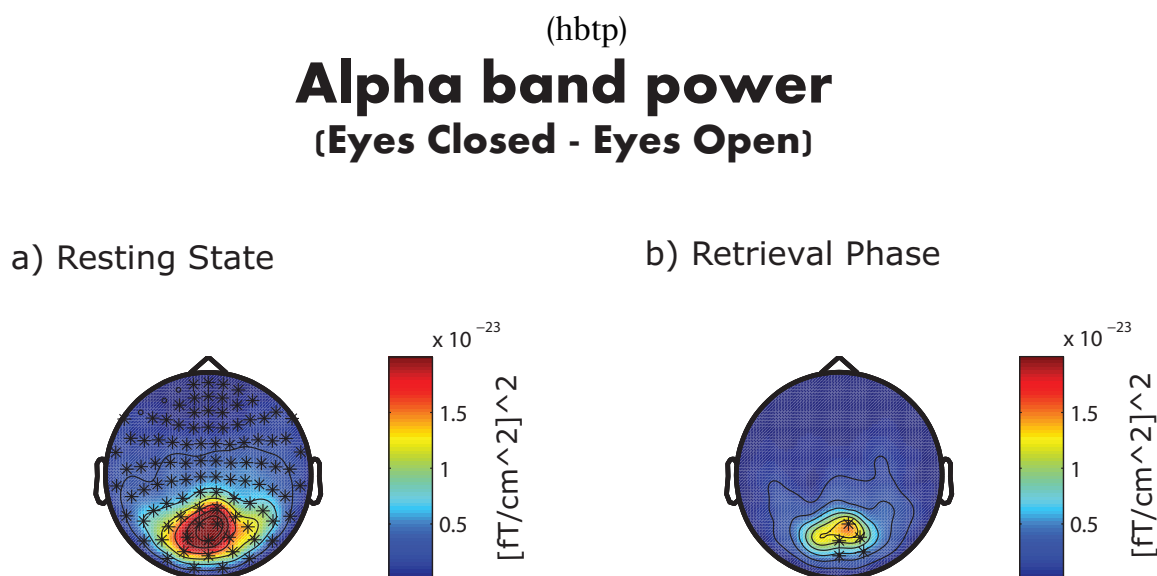 (hbtp)
Alpha band power
(Eyes Closed - Eyes Open)
a) Resting State
b) Retrieval Phase
x 10 -23
1.5
1
0.5
[fT/cm^2]^2
x 10 -23
1.5
1
0.5
[fT/cm^2]^2